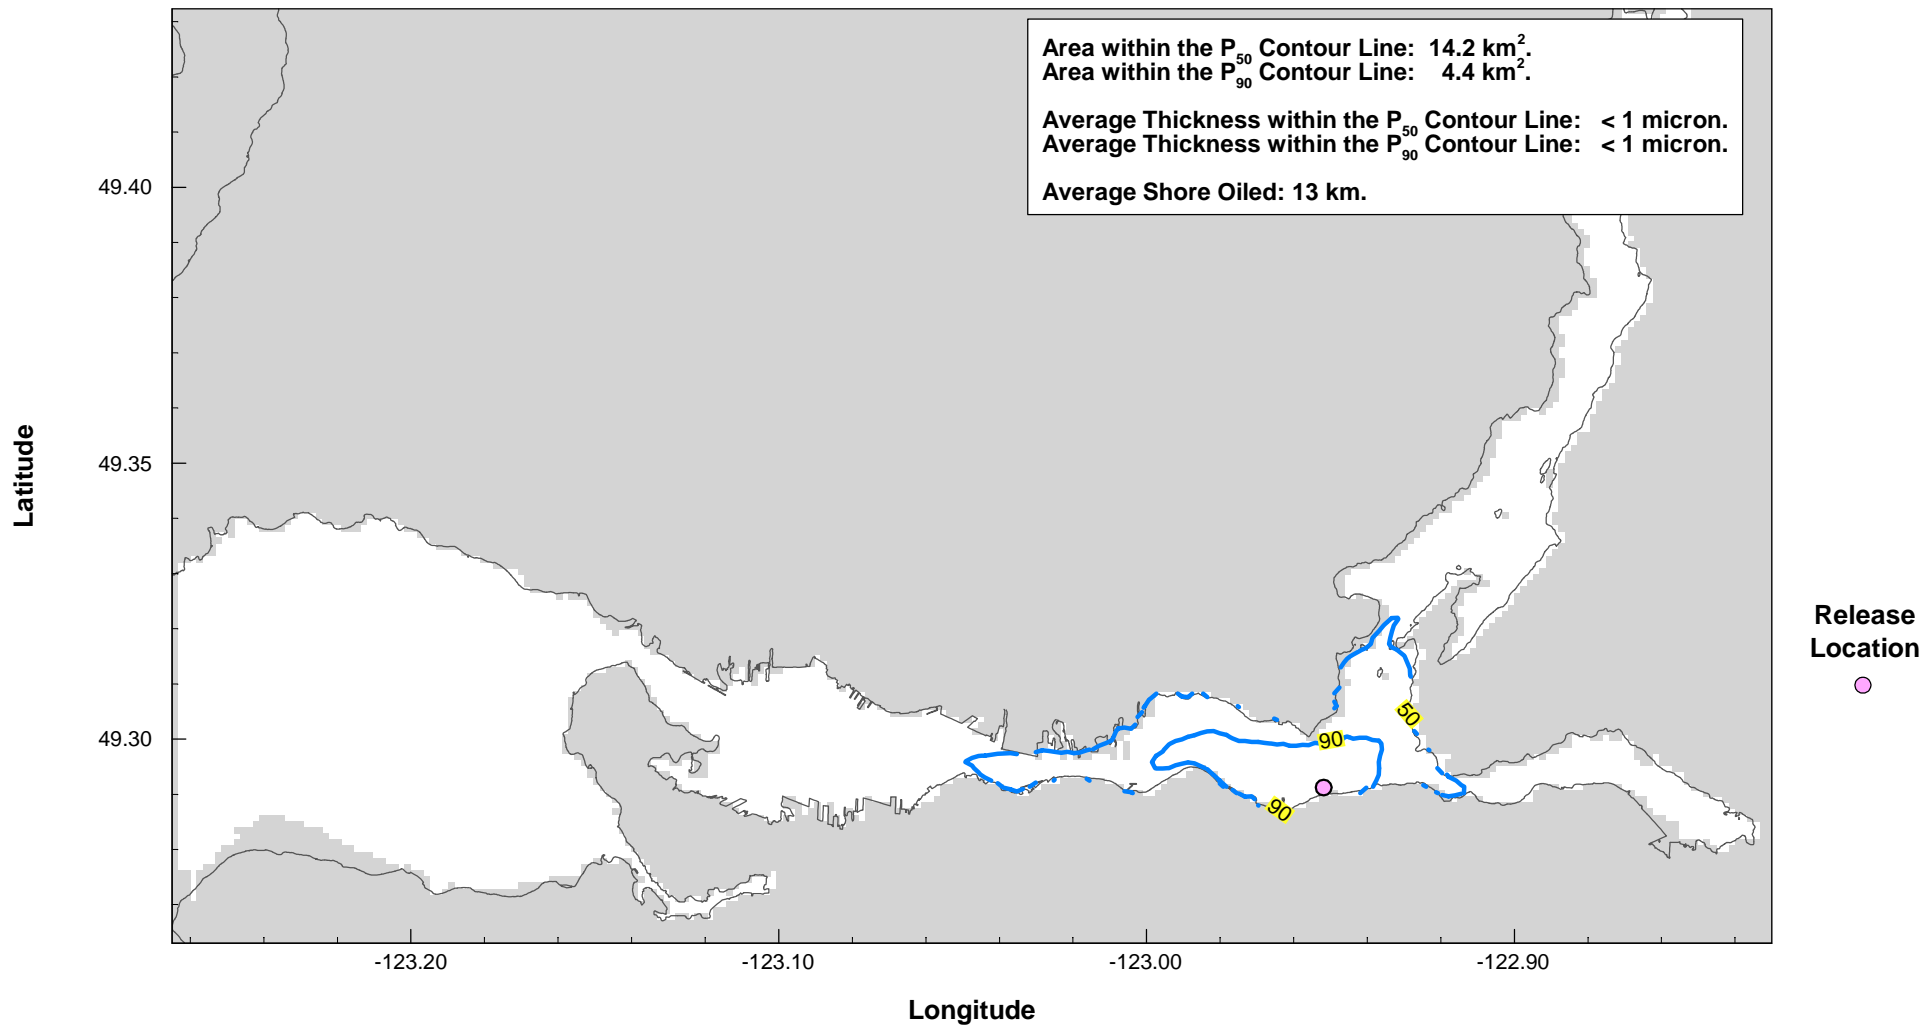 Area within the P50 Contour Line: 14.2 km².
Area within the P90 Contour Line: 4.4 km².
Average Thickness within the P50 Contour Line: < 1 micron.
Average Thickness within the P90 Contour Line: < 1 micron.
Average Shore Oiled: 13 km.
49.40
49.35
49.30
Latitude
90
50
90
Release
Location
-123.20
-123.10
-123.00
-122.90
Longitude